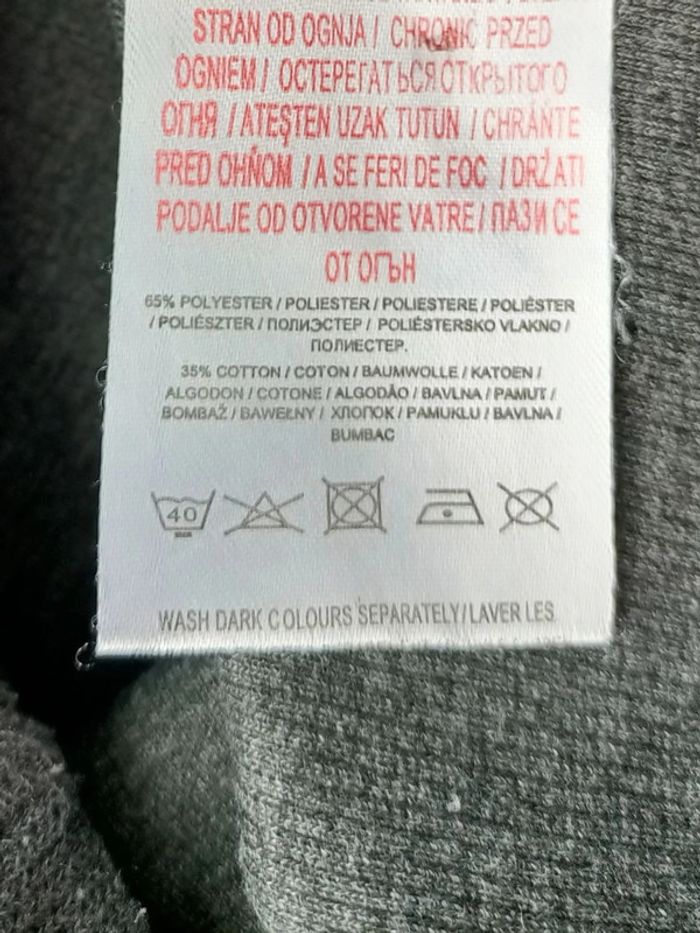 STRAN OD OGNJA / CHRONIC PRZED
OGNIEM / ОСТЕРЕГАТЬСЯ ОТКРЫТОГО
ОГНЯ / ATEŞTEN UZAK TUTUN / CHRÁNTE
PRED OHŇOM / A SE FERI DE FOC / DRŽATI
PODALJE OD OTVORENE VATRE / ПАЗИ СЕ
ОТ ОГЪН
65% POLYESTER / POLIESTER / POLIESTERE / POLIÉSTER
/ POLIÉSZTER / ПОЛИЭСТЕР / POLIÉSTERSKO VLAKNO /
ПОЛИЕСТЕР.
35% COTTON / COTON / BAUMWOLLE / KATOEN /
ALGODON / COTONE / ALGODÃO / BAVLNA / PAMUT /
BOMBAŽ / BAWEŁNY / ХЛОПОК / PAMUKLU / BAVLNA /
BUMBAC
40
WASH DARK COLOURS SEPARATELY/LAVER LES